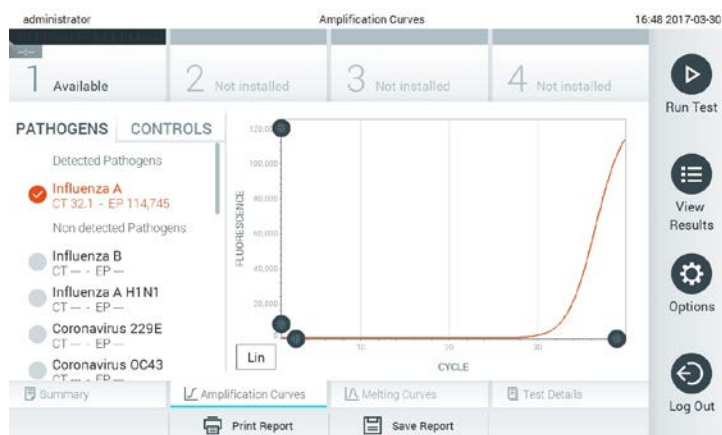 administrator
Amplification Curves
16:48 2017-03-30
1 Available
2 Not installed
3 Not installed
4 Not installed
Run Test
PATHOGENS
CONTROLS
Detected Pathogens
Influenza A
CT 32.1 - EP 114,745
Non detected Pathogens
Influenza B
CT --- - EP ---
Influenza A H1N1
CT --- - EP ---
Coronavirus 229E
CT --- - EP ---
Coronavirus OC43
CT --- - EP ---
FLUORESCENCE
100,000
80,000
60,000
40,000
20,000
0
10
20
30
CYCLE
Lin
View
Results
Options
Log Out
Summary
Amplification Curves
Melting Curves
Test Details
Print Report
Save Report